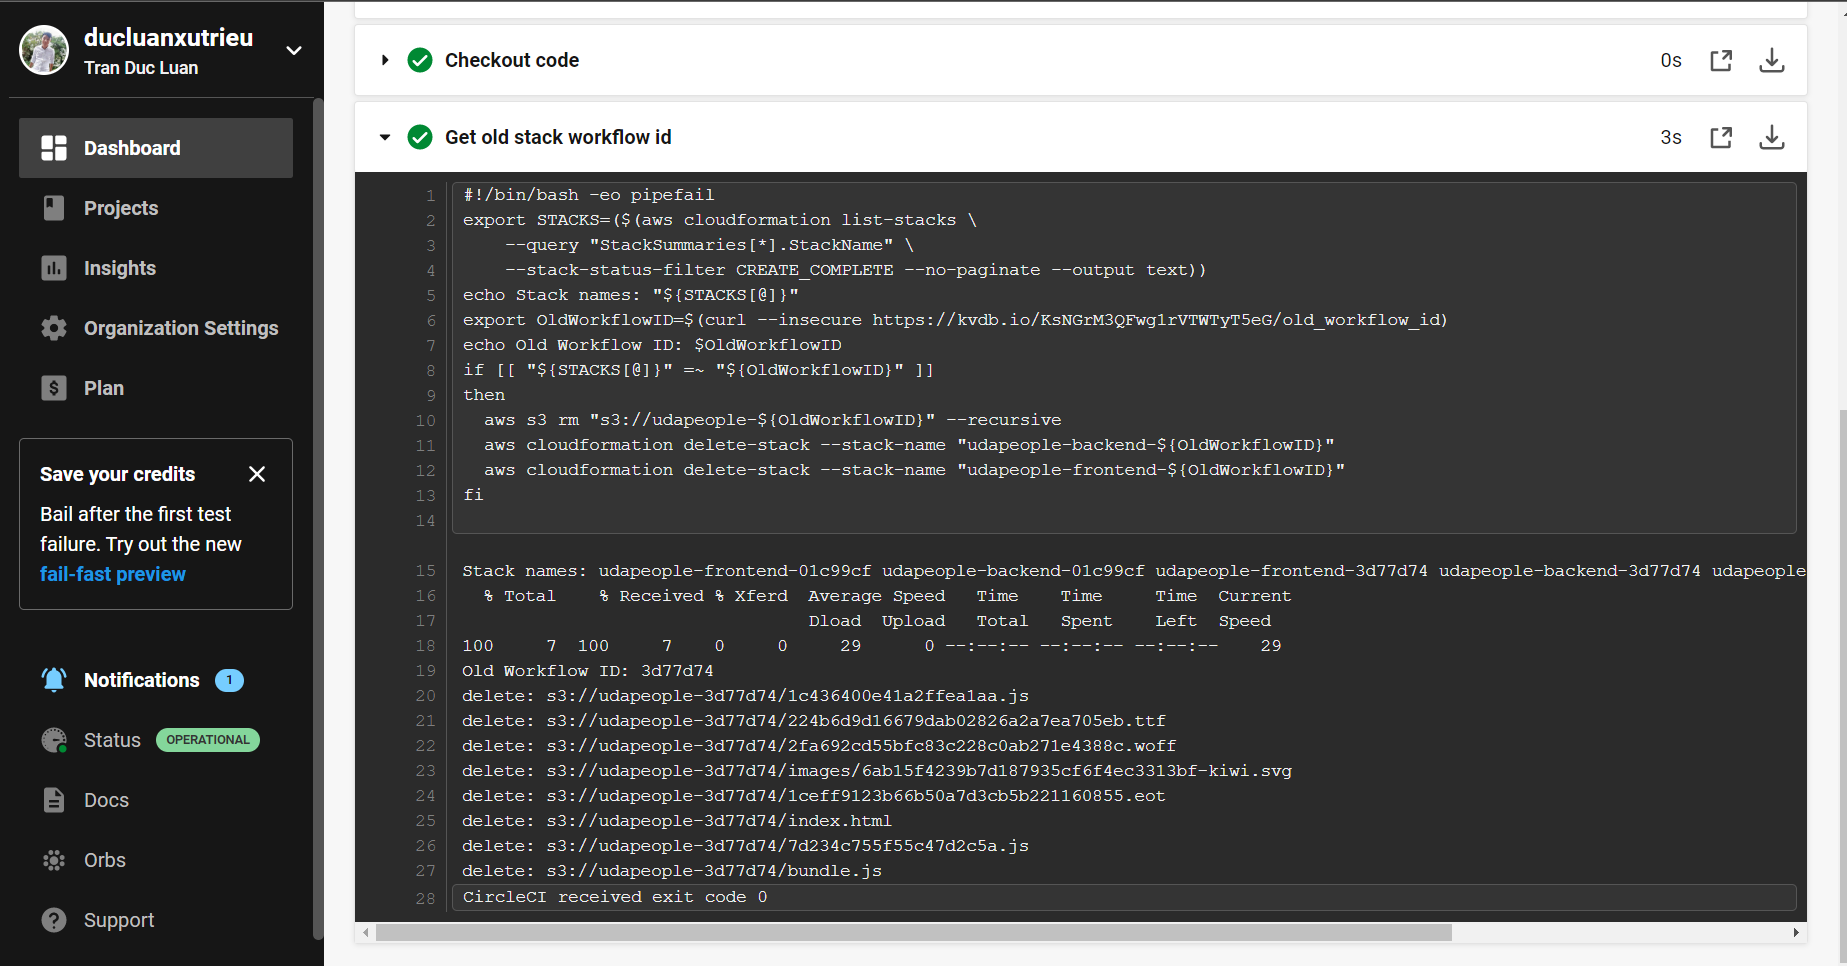 ducluanxutrieu
Tran Duc Luan
Dashboard
Projects
Insights
Organization Settings
Plan
Save your credits
Bail after the first test
failure. Try out the new
fail-fast preview
Notifications 1
Status OPERATIONAL
Docs
Orbs
Support
Checkout code 0s
Get old stack workflow id 3s
1 #!/bin/bash -eo pipefail
2 export STACKS=($(aws cloudformation list-stacks \
3 --query "StackSummaries[*].StackName" \
4 --stack-status-filter CREATE_COMPLETE --no-paginate --output text))
5 echo Stack names: "${STACKS[@]}"
6 export OldWorkflowID=$(curl --insecure https://kvdb.io/KsNGrM3QFwg1rVTWTyT5eG/old_workflow_id)
7 echo Old Workflow ID: $OldWorkflowID
8 if [[ "${STACKS[@]}" =~ "${OldWorkflowID}" ]]
9 then
10 aws s3 rm "s3://udapeople-${OldWorkflowID}" --recursive
11 aws cloudformation delete-stack --stack-name "udapeople-backend-${OldWorkflowID}"
12 aws cloudformation delete-stack --stack-name "udapeople-frontend-${OldWorkflowID}"
13 fi
14
15 Stack names: udapeople-frontend-01c99cf udapeople-backend-01c99cf udapeople-frontend-3d77d74 udapeople-backend-3d77d74 udapeople
16 % Total % Received % Xferd Average Speed Time Time Time Current
17 Dload Upload Total Spent Left Speed
18 100 7 100 7 0 0 29 0 --:--:-- --:--:-- --:--:-- 29
19 Old Workflow ID: 3d77d74
20 delete: s3://udapeople-3d77d74/1c436400e41a2ffea1aa.js
21 delete: s3://udapeople-3d77d74/224b6d9d16679dab02826a2a7ea705eb.ttf
22 delete: s3://udapeople-3d77d74/2fa692cd55bfc83c228c0ab271e4388c.woff
23 delete: s3://udapeople-3d77d74/images/6ab15f4239b7d187935cf6f4ec3313bf-kiwi.svg
24 delete: s3://udapeople-3d77d74/1ceff9123b66b50a7d3cb5b221160855.eot
25 delete: s3://udapeople-3d77d74/index.html
26 delete: s3://udapeople-3d77d74/7d234c755f55c47d2c5a.js
27 delete: s3://udapeople-3d77d74/bundle.js
28 CircleCI received exit code 0